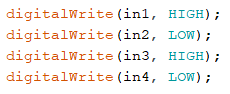 digitalWrite(in1, HIGH);
digitalWrite(in2, LOW);
digitalWrite(in3, HIGH);
digitalWrite(in4, LOW);